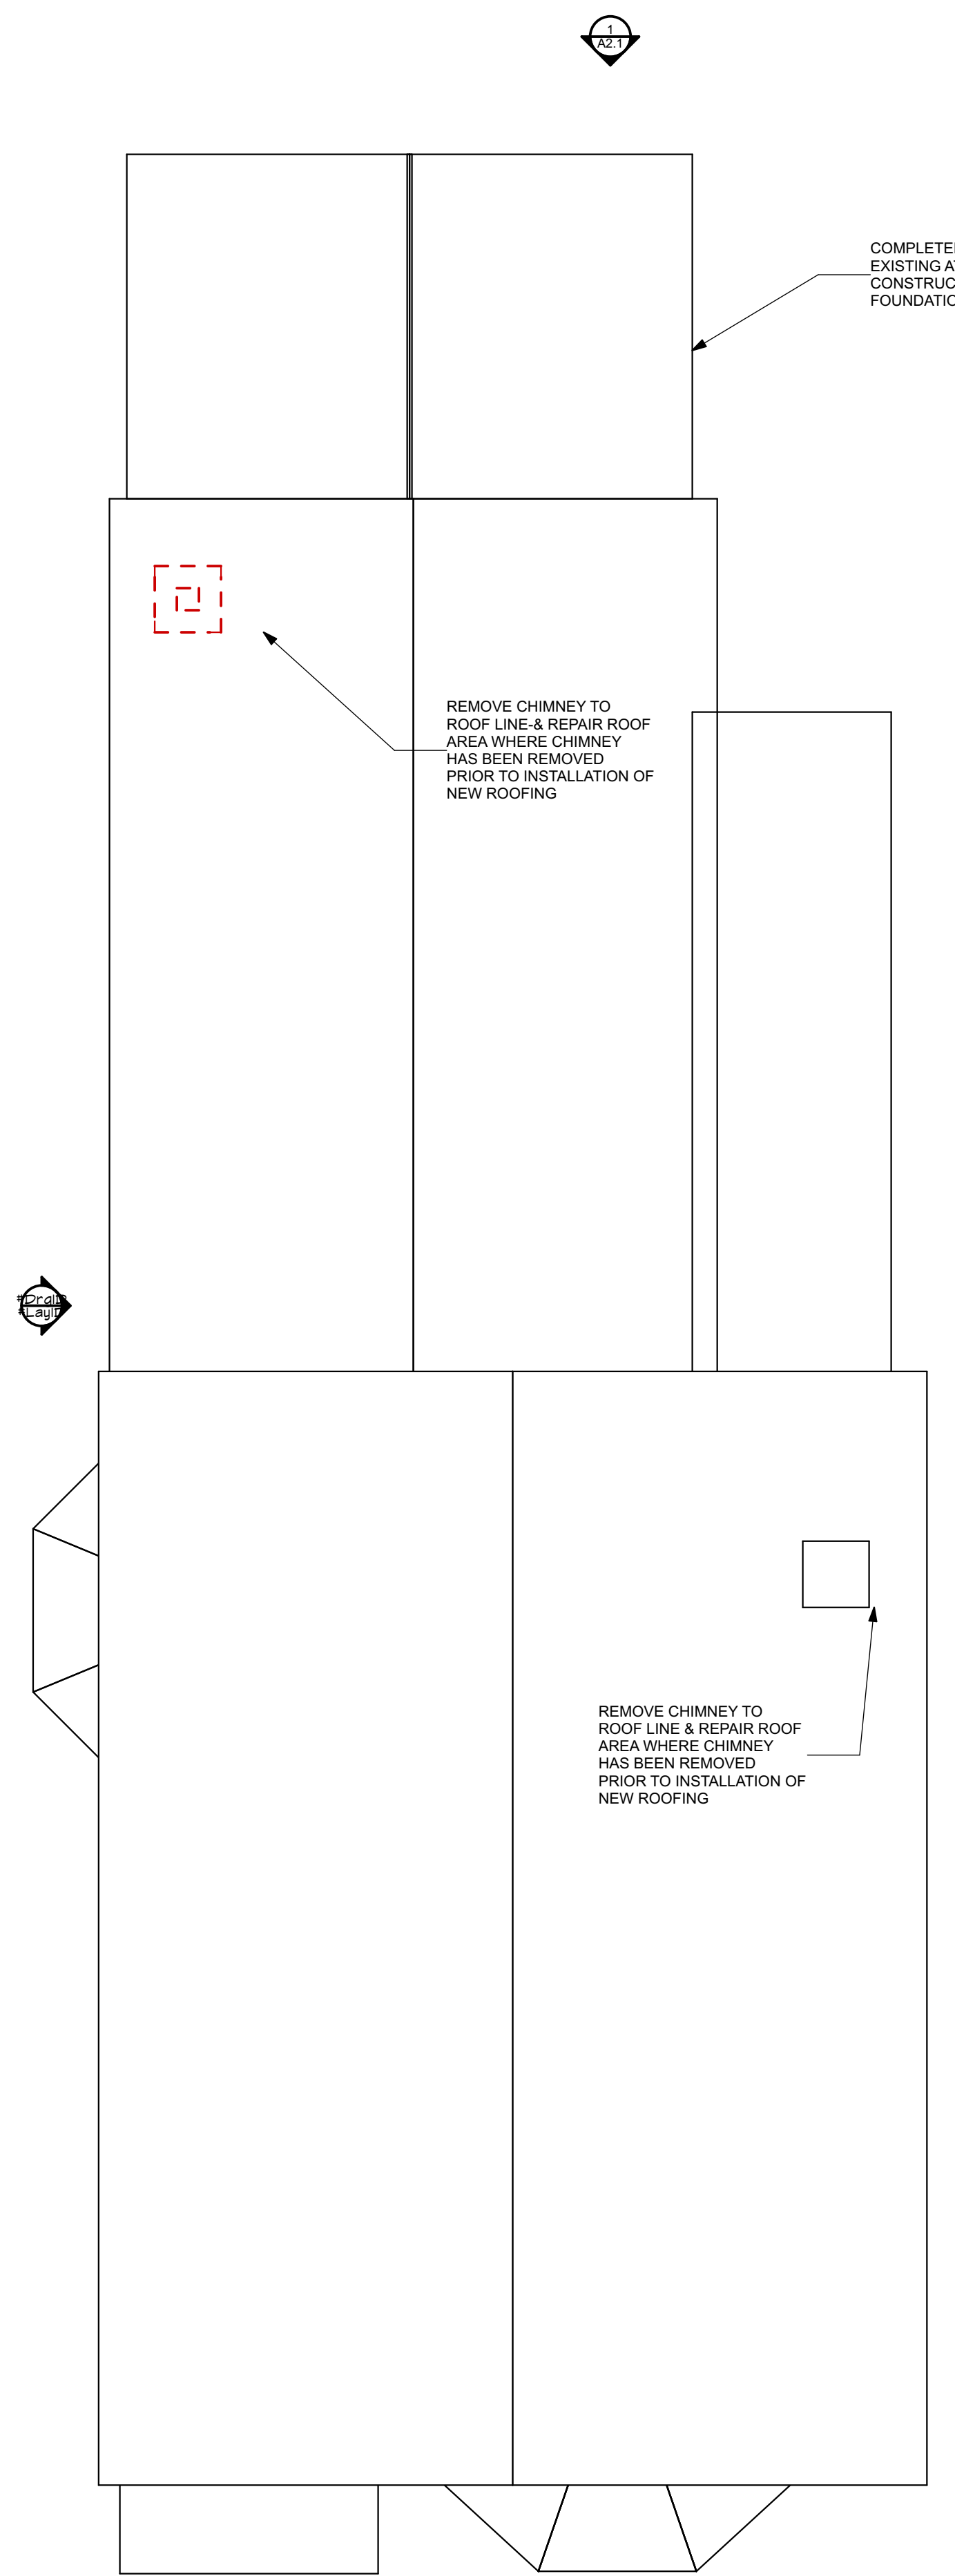 1
A2.1
COMPLETE
EXISTING A
CONSTRUC
FOUNDATIO
REMOVE CHIMNEY TO
ROOF LINE-& REPAIR ROOF
AREA WHERE CHIMNEY
HAS BEEN REMOVED
PRIOR TO INSTALLATION OF
NEW ROOFING
#LayID
REMOVE CHIMNEY TO
ROOF LINE & REPAIR ROOF
AREA WHERE CHIMNEY
HAS BEEN REMOVED
PRIOR TO INSTALLATION OF
NEW ROOFING